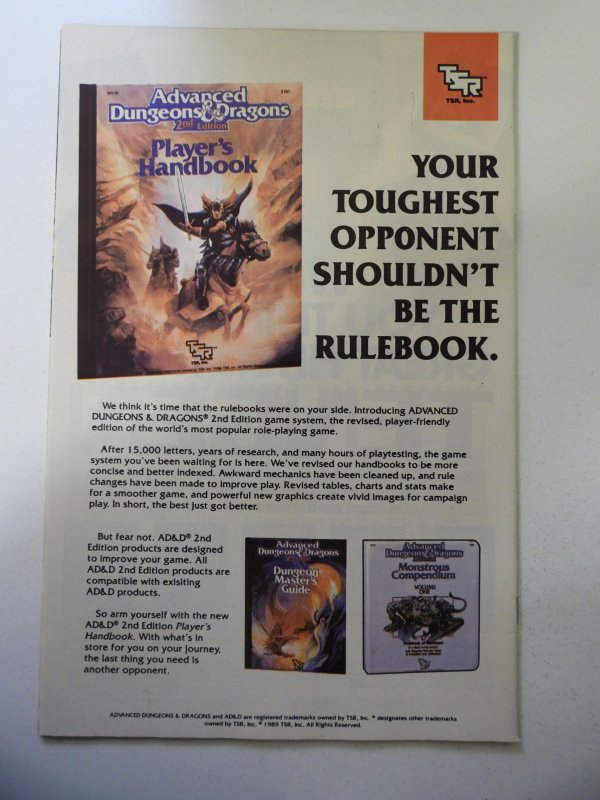 TSR
TSR, Inc.
Advanced
Dungeons & Dragons
2nd Edition
Player's
Handbook
TSR
TSR, Inc.
YOUR
TOUGHEST
OPPONENT
SHOULDN'T
BE THE
RULEBOOK.
We think it's time that the rulebooks were on your side. Introducing ADVANCED
DUNGEONS & DRAGONS® 2nd Edition game system, the revised, player-friendly
edition of the world's most popular role-playing game.
After 15,000 letters, years of research, and many hours of playtesting, the game
system you've been waiting for is here. We've revised our handbooks to be more
concise and better indexed. Awkward mechanics have been cleaned up, and rule
changes have been made to improve play. Revised tables, charts and stats make
for a smoother game, and powerful new graphics create vivid images for campaign
play. In short, the best just got better.
But fear not. AD&D® 2nd
Edition products are designed
to improve your game. All
AD&D 2nd Edition products are
compatible with exisiting
AD&D products.
So arm yourself with the new
AD&D® 2nd Edition Player's
Handbook. With what's in
store for you on your journey,
the last thing you need is
another opponent.
Advanced
Dungeons & Dragons
Dungeon
Master's
Guide
Advanced
Dungeons & Dragons
Monstrous
Compendium
VOLUME
ONE
ADVANCED DUNGEONS & DRAGONS and AD&D are registered trademarks owned by TSR, Inc. ™ designates other trademarks
owned by TSR, Inc. © 1989 TSR, Inc. All Rights Reserved.